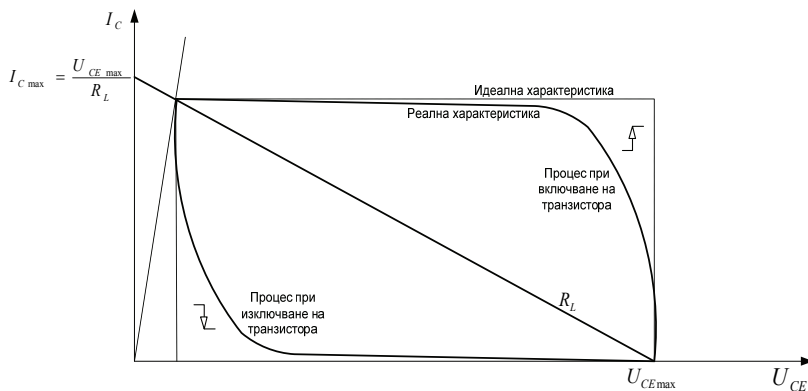 I_C
I_C max = U_CE max / R_L
Идеална характеристика
Реална характеристика
Процес при
включване на
транзистора
Процес при
изключване на
транзистора
R_L
U_CEmax
U_CE